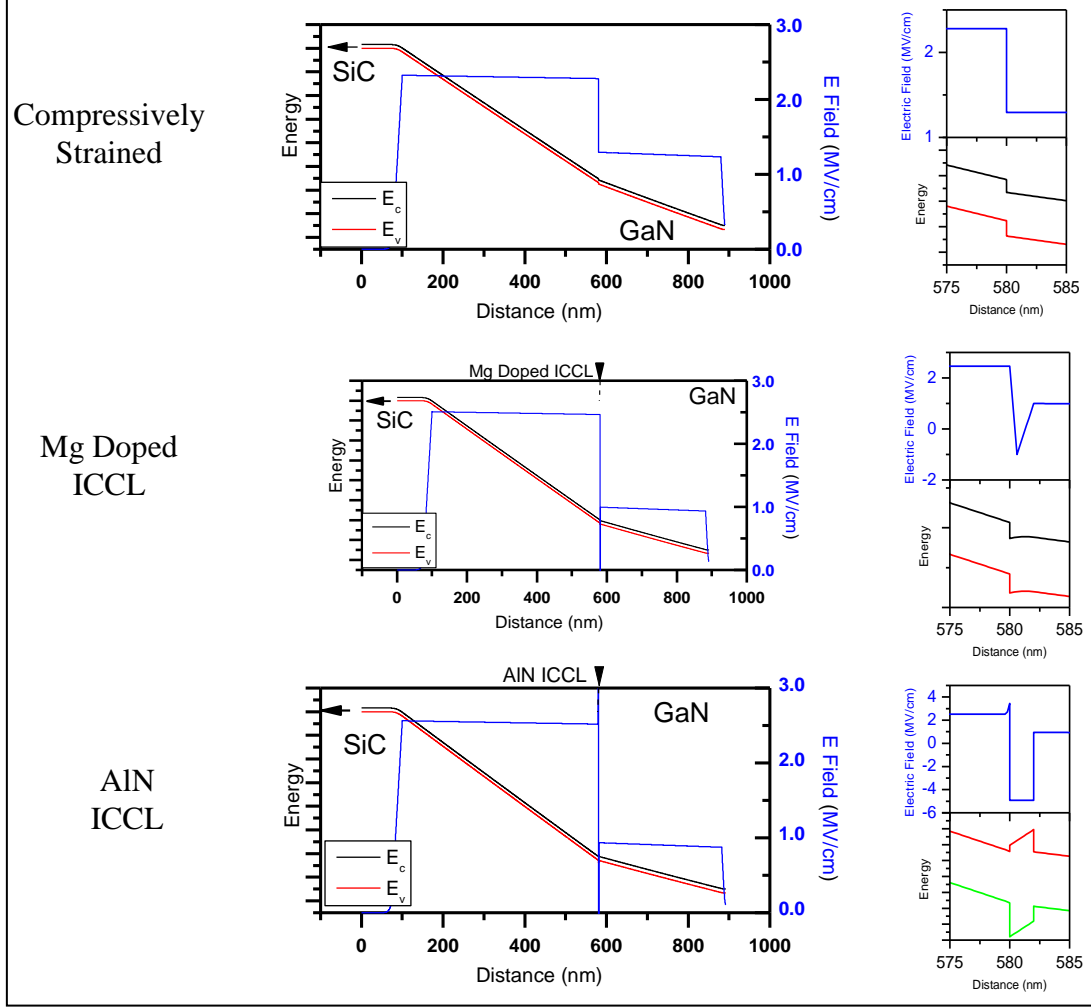 Compressively
Strained
Energy
SiC
GaN
E_c
E_v
0 200 400 600 800 1000
Distance (nm)
3.0
2.0
1.0
0.0
E Field (MV/cm)
Electric Field (MV/cm)
2
1
Energy
575 580 585
Distance (nm)
Mg Doped
ICCL
Mg Doped ICCL
Energy
SiC
GaN
E_c
E_v
0 200 400 600 800 1000
Distance (nm)
3.0
2.0
1.0
0.0
E Field (MV/cm)
Electric Field (MV/cm)
2
0
-2
Energy
575 580 585
Distance (nm)
AlN
ICCL
AlN ICCL
Energy
SiC
GaN
E_c
E_v
0 200 400 600 800 1000
Distance (nm)
3.0
2.0
1.0
0.0
E Field (MV/cm)
Electric Field (MV/cm)
4
2
0
-2
-4
-6
Energy
575 580 585
Distance (nm)